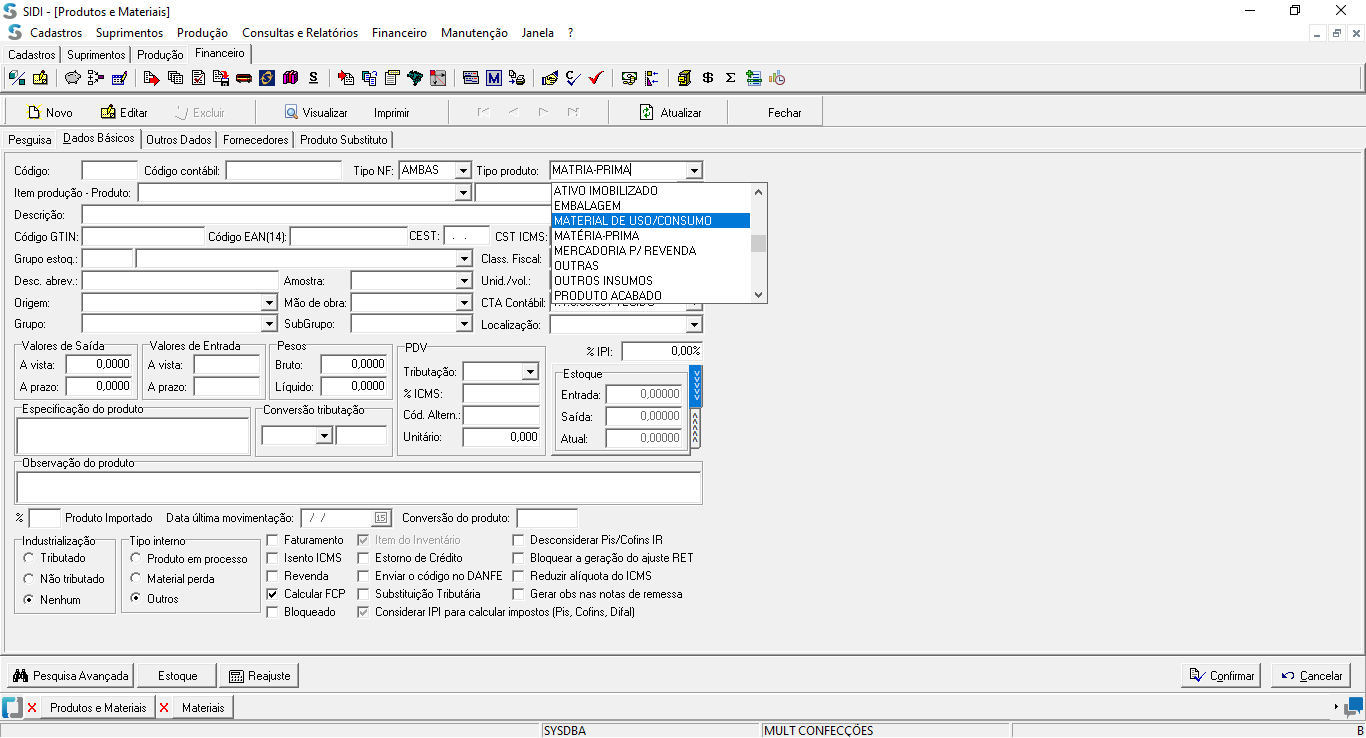 SIDI - [Produtos e Materiais]
Cadastros Suprimentos Produção Consultas e Relatórios Financeiro Manutenção Janela ?
Cadastros Suprimentos Produção Financeiro
Novo Editar Excluir Visualizar Imprimir Atualizar Fechar
Pesquisa Dados Básicos Outros Dados Fornecedores Produto Substituto
Código: Código contábil: Tipo NF: AMBAS Tipo produto: MATRIA-PRIMA
Item produção - Produto:
ATIVO IMOBILIZADO
EMBALAGEM
MATERIAL DE USO/CONSUMO
MATÉRIA-PRIMA
MERCADORIA P/ REVENDA
OUTRAS
OUTROS INSUMOS
PRODUTO ACABADO
Descrição:
Código GTIN: Código EAN(14): CEST: . . CST ICMS:
Grupo estoq.: Class. Fiscal:
Desc. abrev.: Amostra: Unid./vol.:
Origem: Mão de obra: CTA Contábil:
Grupo: SubGrupo: Localização:
Valores de Saída Valores de Entrada Pesos PDV % IPI: 0,00%
A vista: 0,0000 A vista: Bruto: 0,0000
A prazo: 0,0000 A prazo: Líquido: 0,0000
Tributação:
% ICMS:
Cód. Altern.:
Unitário: 0,000
Estoque
Entrada: 0,00000
Saída: 0,00000
Atual: 0,00000
Especificação do produto Conversão tributação
Observação do produto
% Produto Importado Data última movimentação: / / 15 Conversão do produto:
Industrialização
Tributado
Não tributado
Nenhum
Tipo interno
Produto em processo
Material perda
Outros
Faturamento Item do Inventário Desconsiderar Pis/Cofins IR
Isento ICMS Estorno de Crédito Bloquear a geração do ajuste RET
Revenda Enviar o código no DANFE Reduzir alíquota do ICMS
Calcular FCP Substituição Tributária Gerar obs nas notas de remessa
Bloqueado Considerar IPI para calcular impostos (Pis, Cofins, Difal)
Pesquisa Avançada Estoque Reajuste Confirmar Cancelar
Produtos e Materiais Materiais
SYSDBA MULT CONFECÇÕES B